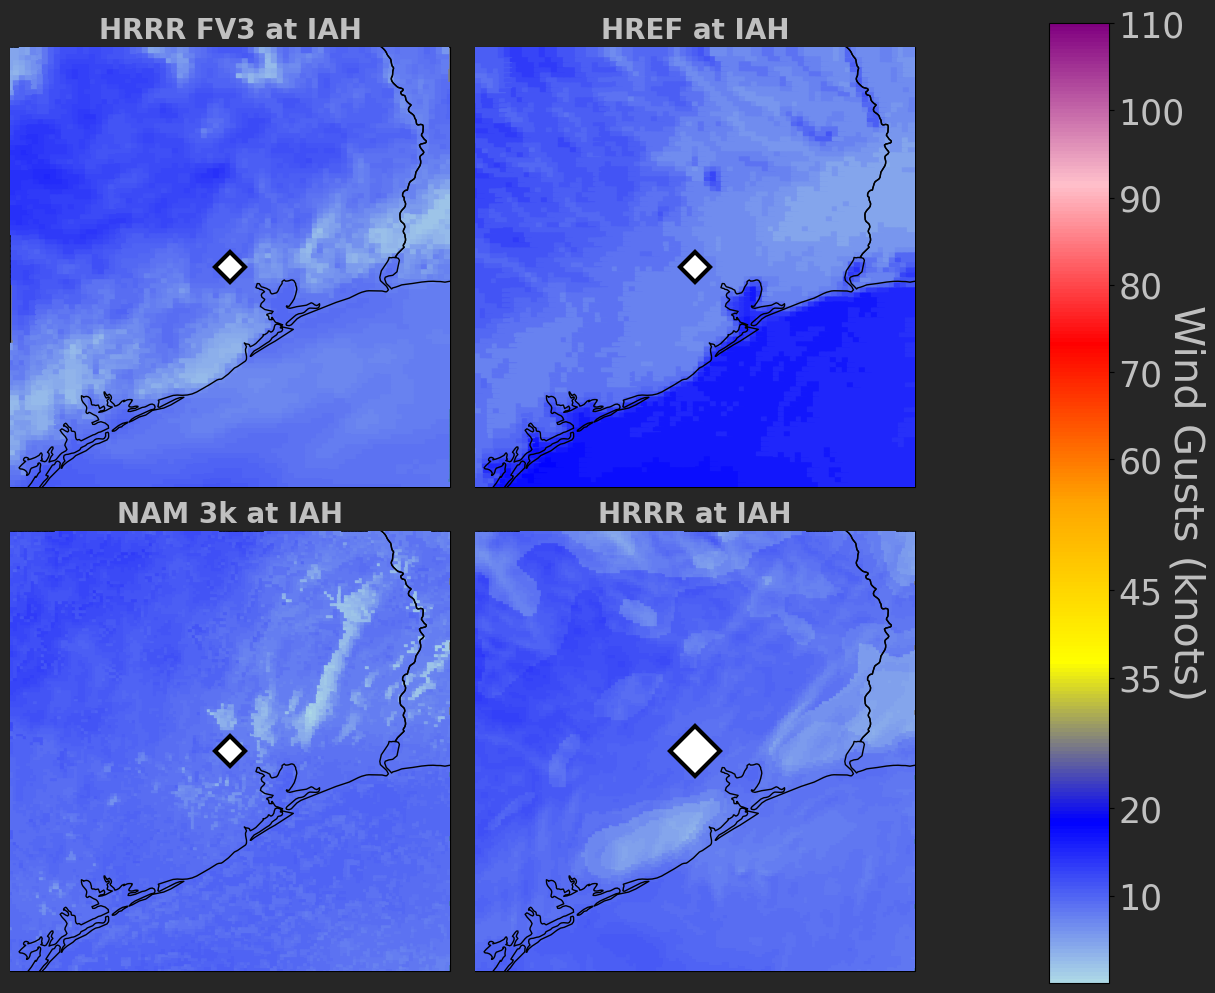 HRRR FV3 at IAH
HREF at IAH
NAM 3k at IAH
HRRR at IAH
110
100
90
80
70
60
45
35
20
10
Wind Gusts (knots)